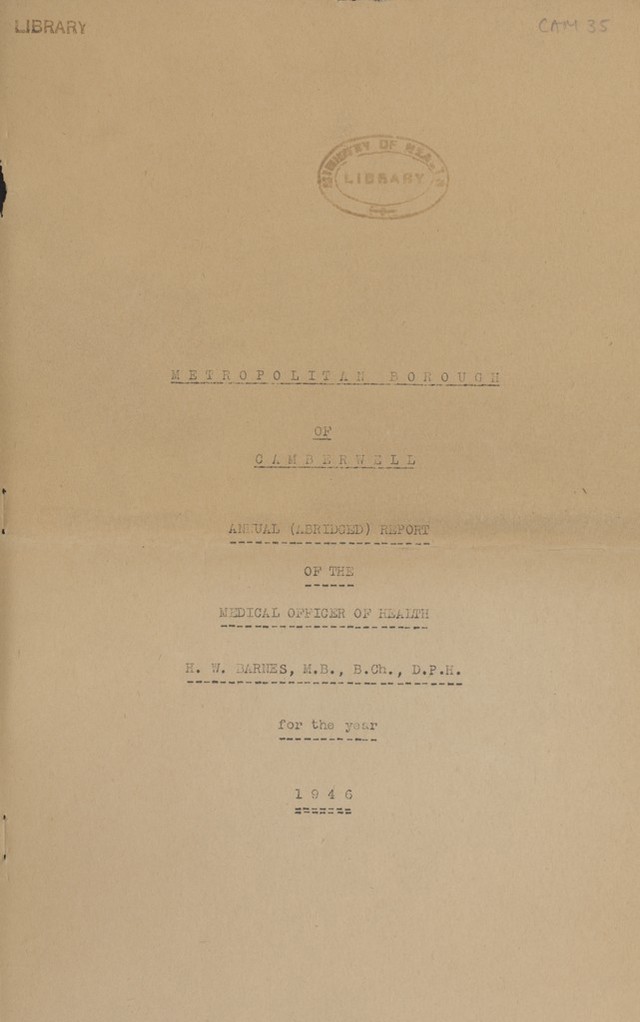 LIBRARY
CAM 35
MINISTRY OF HEALTH
LIBRARY
METROPOLITAN BOROUGH
OF
CAMBERWELL
ANNUAL (ABRIDGED) REPORT
OF THE
MEDICAL OFFICER OF HEALTH
H. W. BARNES, M.B., B.Ch., D.P.H.
for the year
1946